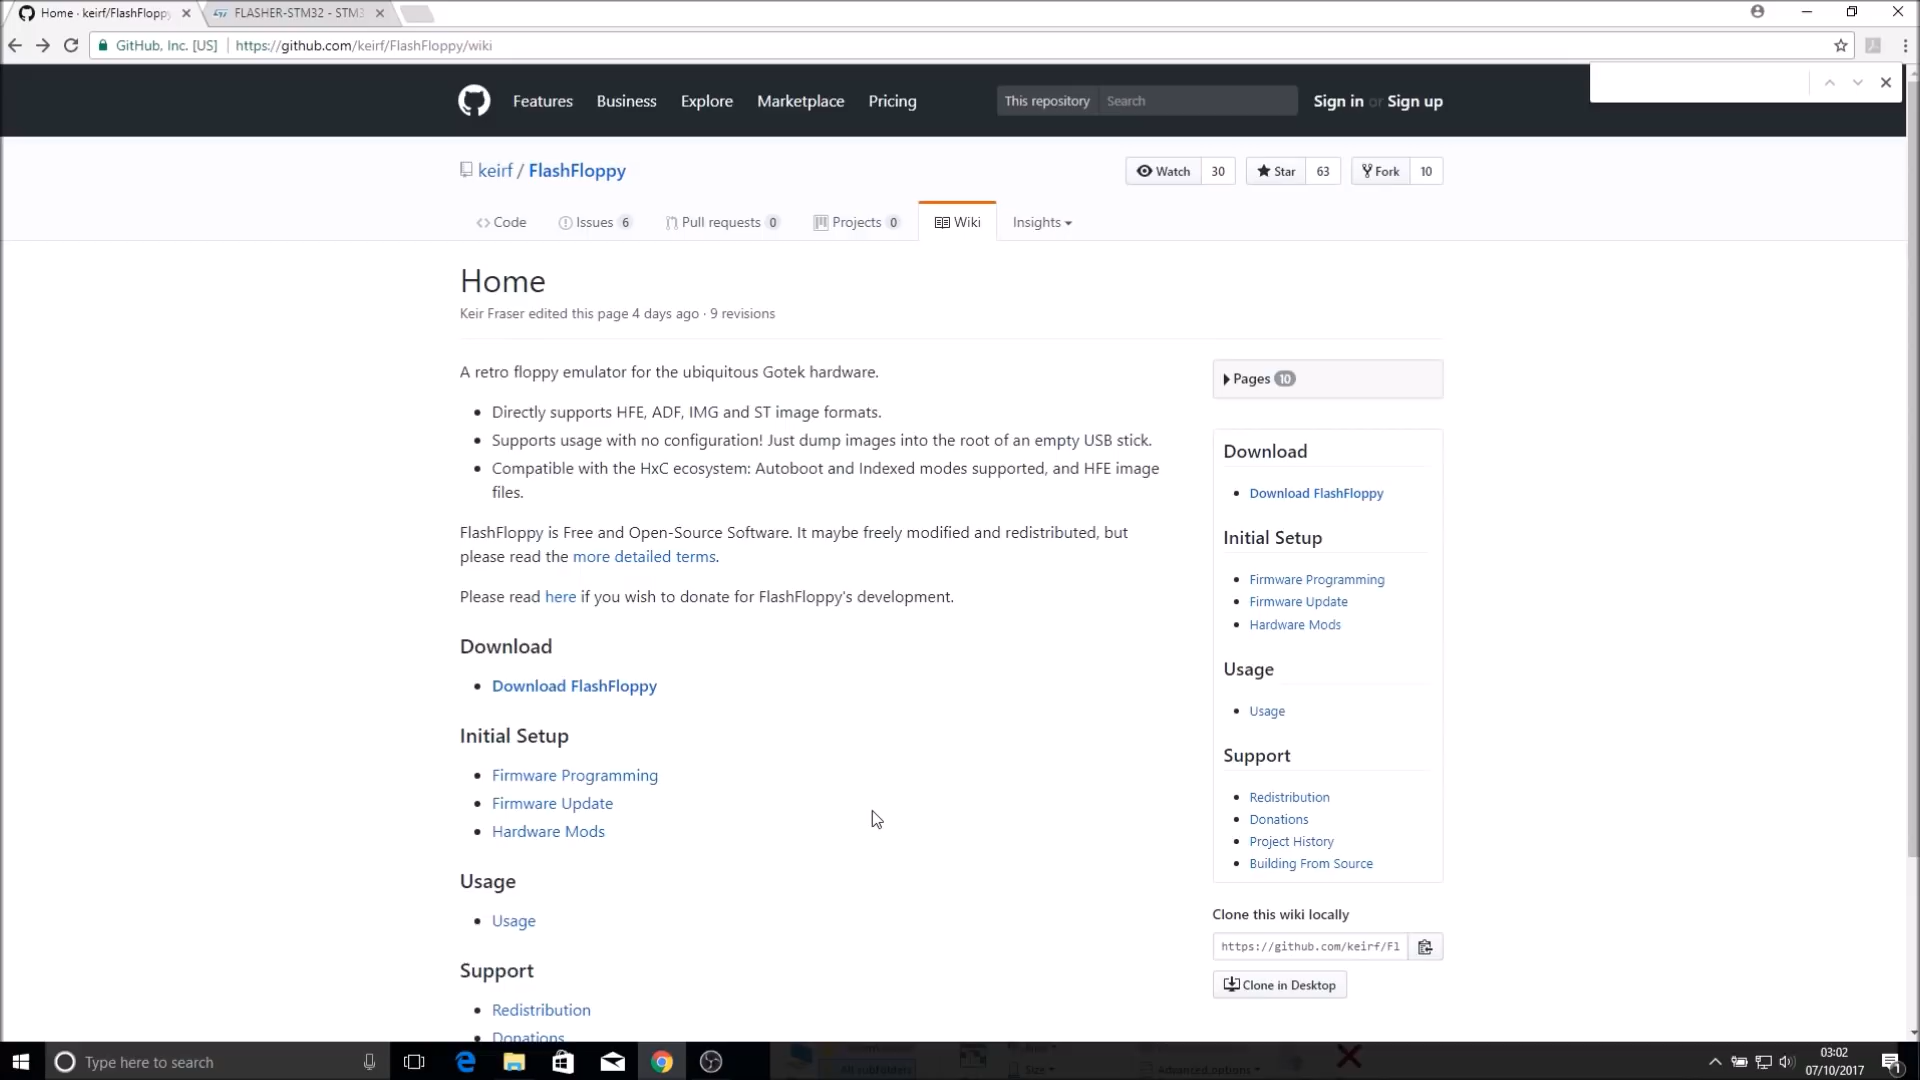 Home · keirf/FlashFloppy
FLASHER-STM32 - STM3
GitHub, Inc. [US]
https://github.com/keirf/FlashFloppy/wiki
Features
Business
Explore
Marketplace
Pricing
This repository
Search
Sign in or Sign up
keirf / FlashFloppy
Watch
30
Star
63
Fork
10
Code
Issues 6
Pull requests 0
Projects 0
Wiki
Insights
Home
Keir Fraser edited this page 4 days ago · 9 revisions
A retro floppy emulator for the ubiquitous Gotek hardware.
Directly supports HFE, ADF, IMG and ST image formats.
Supports usage with no configuration! Just dump images into the root of an empty USB stick.
Compatible with the HxC ecosystem: Autoboot and Indexed modes supported, and HFE image
files.
FlashFloppy is Free and Open-Source Software. It maybe freely modified and redistributed, but
please read the more detailed terms.
Please read here if you wish to donate for FlashFloppy's development.
Download
Download FlashFloppy
Initial Setup
Firmware Programming
Firmware Update
Hardware Mods
Usage
Usage
Support
Redistribution
Donations
Pages 10
Download
Download FlashFloppy
Initial Setup
Firmware Programming
Firmware Update
Hardware Mods
Usage
Usage
Support
Redistribution
Donations
Project History
Building From Source
Clone this wiki locally
https://github.com/keirf/Fl
Clone in Desktop
Type here to search
All subfolders
Size
Advanced options
03:02
07/10/2017
1